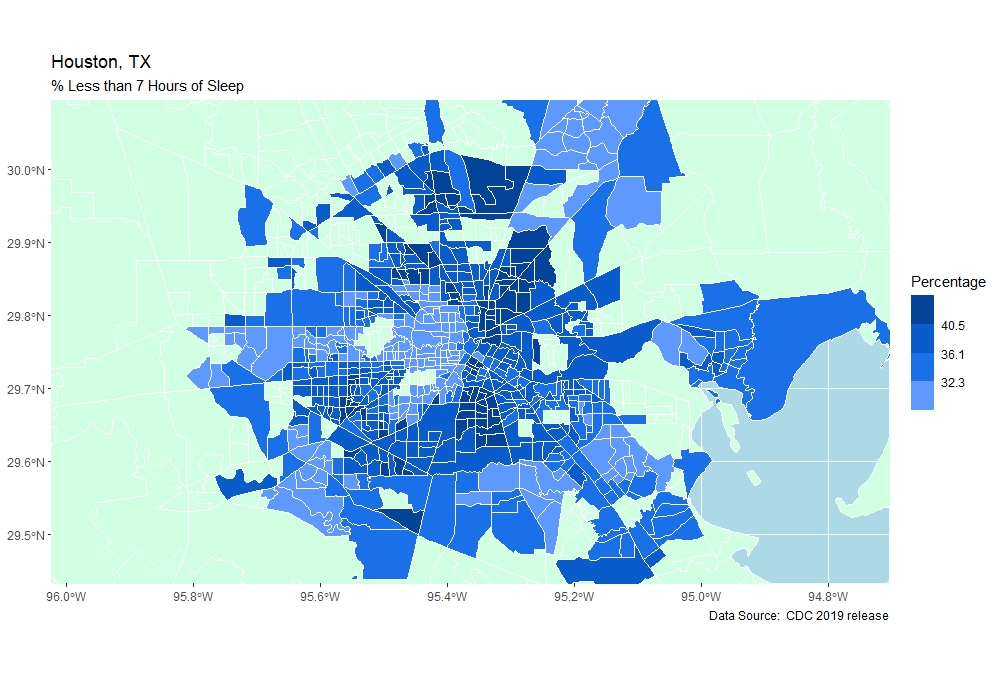 Houston, TX
% Less than 7 Hours of Sleep
30.0°N
29.9°N
29.8°N
29.7°N
29.6°N
29.5°N
96.0°W 95.8°W 95.6°W 95.4°W 95.2°W 95.0°W 94.8°W
Percentage
40.5
36.1
32.3
Data Source:  CDC 2019 release